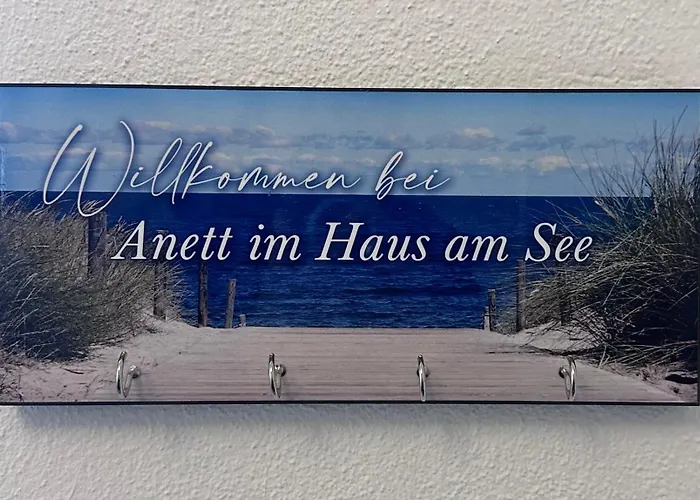 Willkommen bei
Anett im Haus am See